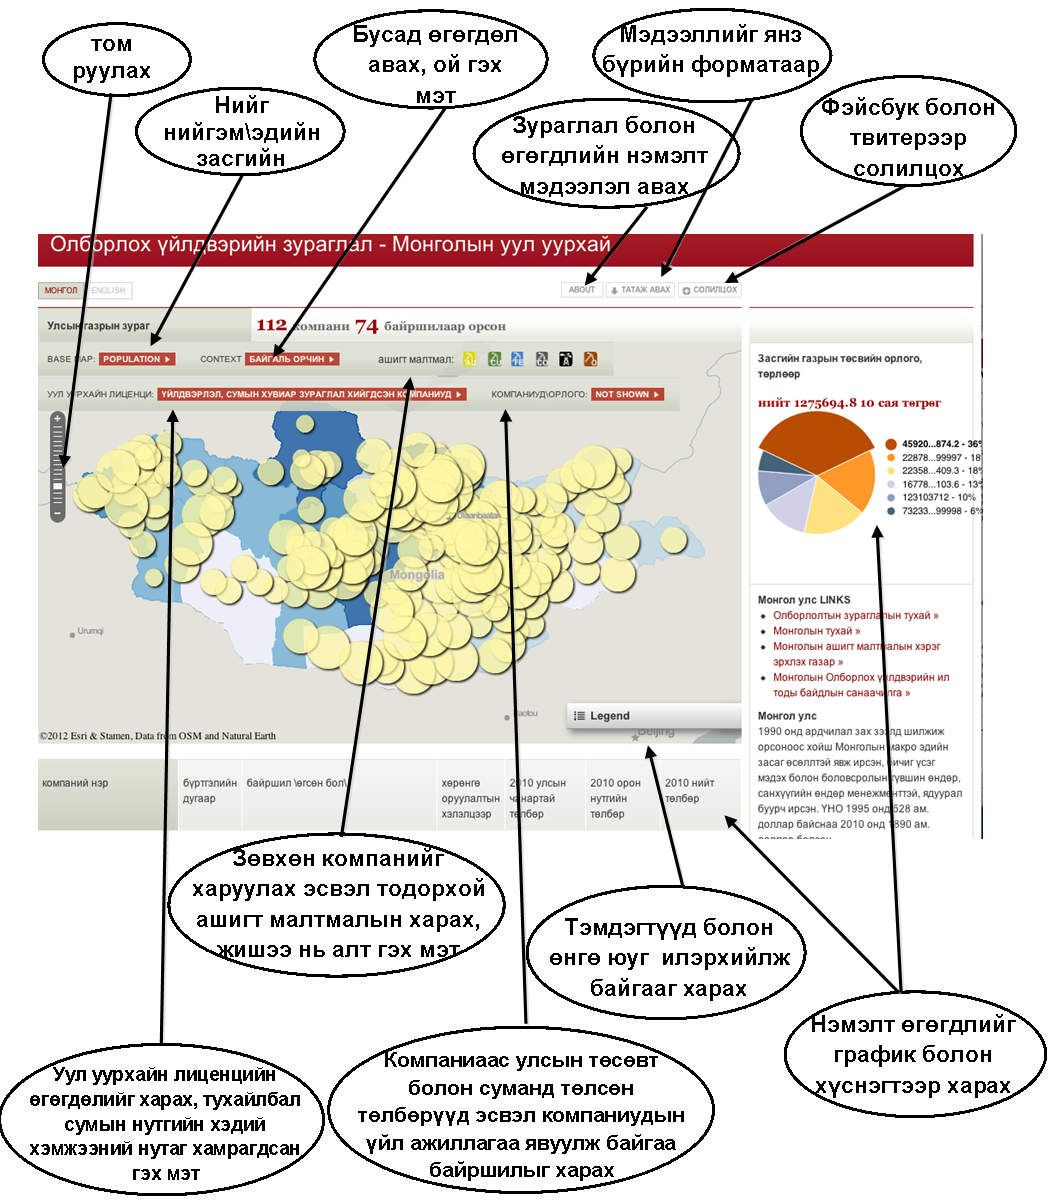 том
руулах
Бусад өгөгдөл
авах, ой гэх
мэт
Мэдээллийг янз
бүрийн форматаар
Нийг
нийгэм\эдийн
засгийн
Зураглал болон
өгөгдлийн нэмэлт
мэдээлэл авах
Фэйсбук болон
твитерээр
солилцох
Олборлох үйлдвэрийн зураглал - Монголын уул уурхай
МОНГОЛ ENGLISH
ABOUT ТАТАЖ АВАХ СОЛИЛЦОХ
Улсын газрын зураг
112 компани 74 байршилаар орсон
BASE MAP: POPULATION
CONTEXT БАЙГАЛЬ ОРЧИН
ашигт малтмал:
УУЛ УУРХАЙН ЛИЦЕНЦИ: ҮЙЛДВЭРЛЭЛ, СУМЫН ХУВИАР ЗУРАГЛАЛ ХИЙГДСЭН КОМПАНИУД
КОМПАНИУД\ОРЛОГО: NOT SHOWN
Ulaanbaatar
Mongolia
Urumqi
Beijing
Legend
©2012 Esri & Stamen, Data from OSM and Natural Earth
Засгийн газрын төсвийн орлого,
төрлөөр
нийт 1275694.8 10 сая төгрөг
45920...874.2 - 36%
22878...99997 - 18
22358...409.3 - 18%
16778...103.6 - 13%
123103712 - 10%
73233...99998 - 6%
Монгол улс LINKS
Олборлолтын зураглалын тухай »
Монголын тухай »
Монголын ашигт малтмалын хэрэг
эрхлэх газар »
Монголын Олборлох үйлдвэрийн ил
тоды байдлын санаачилга »
Монгол улс
1990 онд ардчилал зах зээлд шилжиж
орсоноос хойш Монголын макро эдийн
засаг өсөлттэй явж ирсэн, бичиг үсэг
мэдэх болон боловсролын түвшин өндөр,
санхүүгийн өндөр менежменттэй, ядуурал
буурч ирсэн. ҮНО 1995 онд 528 ам.
доллар байснаа 2010 онд 1890 ам.
компаний нэр
бүртгэлийн
дугаар
байршил \өгсөн бол\
хөрөнгө
оруулалтын
хэлэлцээр
2010 улсын
чанартай
төлбөр
2010 орон
нутгийн
төлбөр
2010 нийт
төлбөр
Зөвхөн компанийг
харуулах эсвэл тодорхой
ашигт малтмалын харах,
жишээ нь алт гэх мэт
Тэмдэгтүүд болон
өнгө юуг илэрхийлж
байгааг харах
Нэмэлт өгөгдлийг
график болон
хүснэгтээр харах
Уул уурхайн лиценцийн
өгөгдөлийг харах, тухайлбал
сумын нутгийн хэдий
хэмжээний нутаг хамрагдсан
гэх мэт
Компаниаас улсын төсөвт
болон суманд төлсөн
төлбөрүүд эсвэл компаниудын
үйл ажиллагаа явуулж байгаа
байршилыг харах